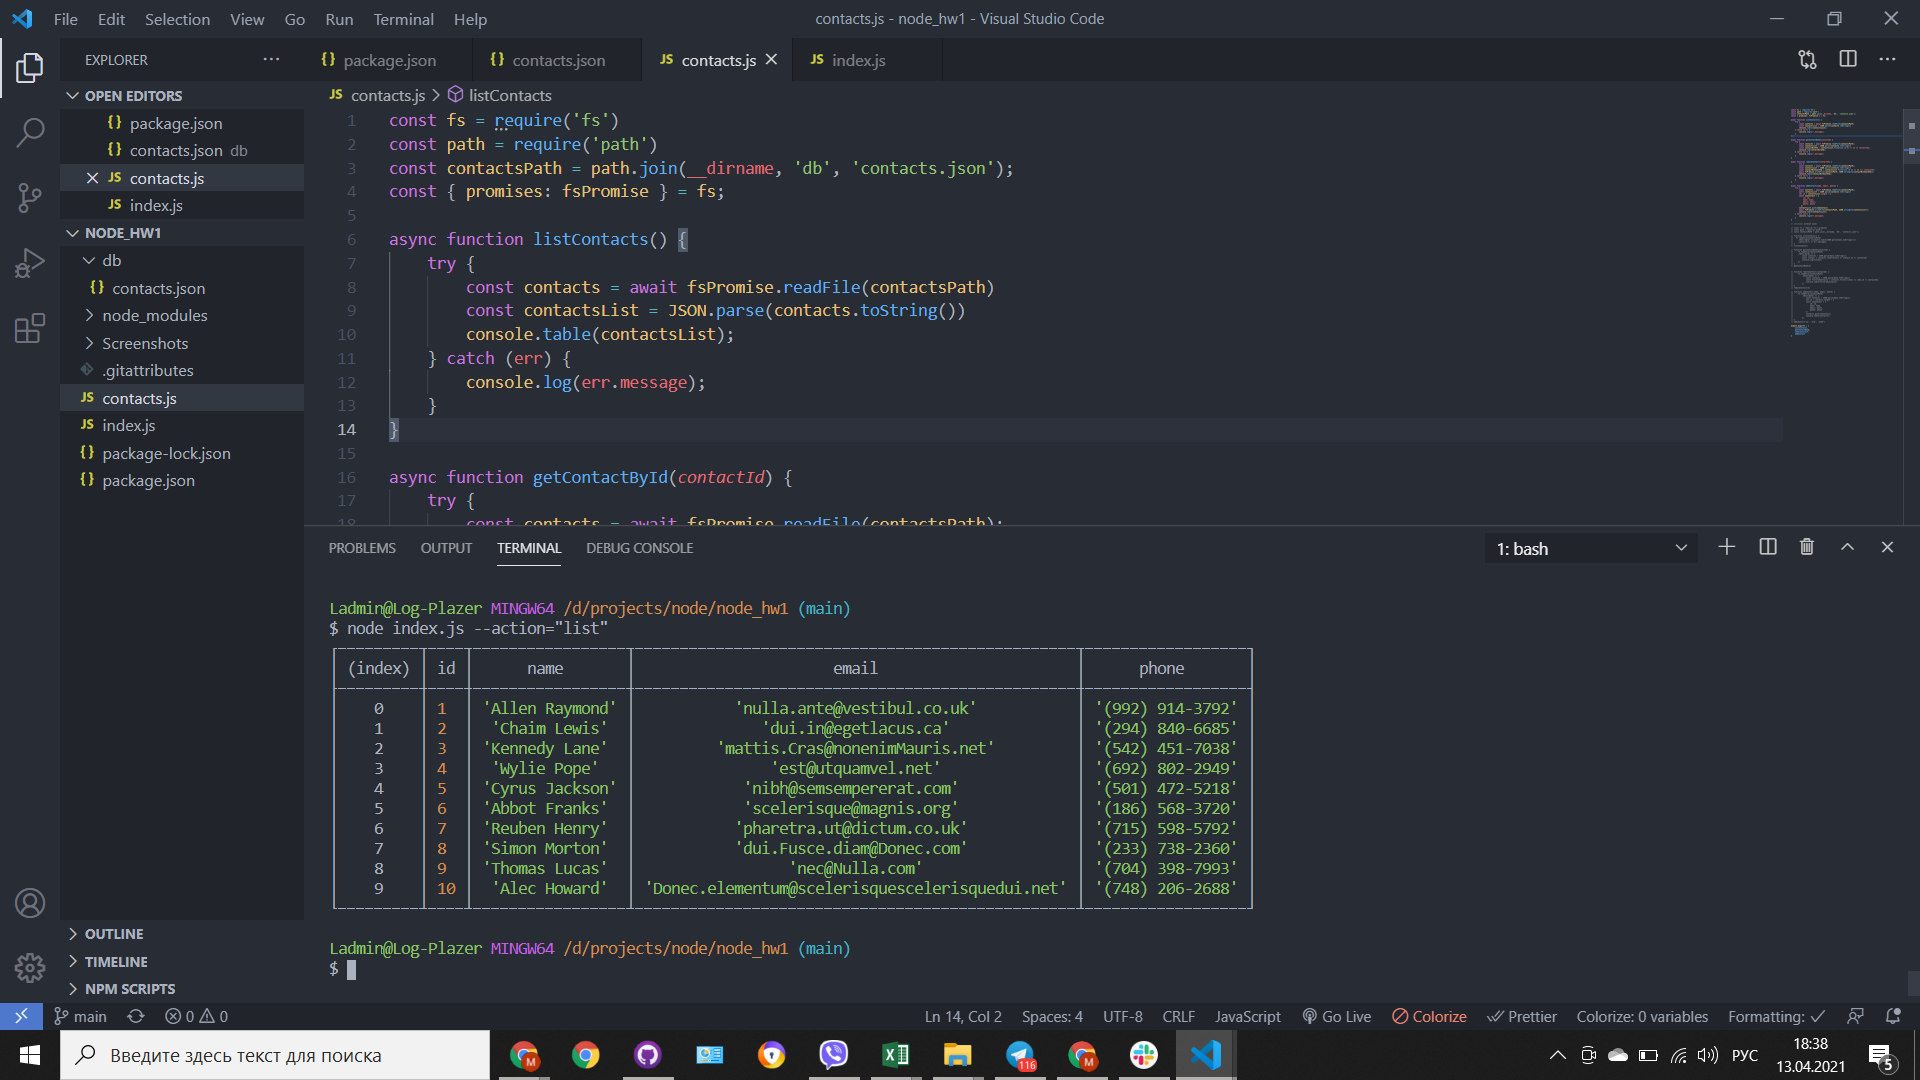 File Edit Selection View Go Run Terminal Help
contacts.js - node_hw1 - Visual Studio Code
EXPLORER
package.json
contacts.json
JS contacts.js
JS index.js
OPEN EDITORS
{} package.json
{} contacts.json db
JS contacts.js
JS index.js
NODE_HW1
db
{} contacts.json
node_modules
Screenshots
.gitattributes
JS contacts.js
JS index.js
{} package-lock.json
{} package.json
OUTLINE
TIMELINE
NPM SCRIPTS
JS contacts.js > listContacts
1 const fs = require('fs')
2 const path = require('path')
3 const contactsPath = path.join(__dirname, 'db', 'contacts.json');
4 const { promises: fsPromise } = fs;
5
6 async function listContacts() {
7 try {
8 const contacts = await fsPromise.readFile(contactsPath)
9 const contactsList = JSON.parse(contacts.toString())
10 console.table(contactsList);
11 } catch (err) {
12 console.log(err.message);
13 }
14 }
15
16 async function getContactById(contactId) {
17 try {
18 const contacts = await fsPromise.readFile(contactsPath);
PROBLEMS OUTPUT TERMINAL DEBUG CONSOLE
1: bash
Ladmin@Log-Plazer MINGW64 /d/projects/node/node_hw1 (main)
$ node index.js --action="list"
(index) id name email phone
0 1 'Allen Raymond' 'nulla.ante@vestibul.co.uk' '(992) 914-3792'
1 2 'Chaim Lewis' 'dui.in@egetlacus.ca' '(294) 840-6685'
2 3 'Kennedy Lane' 'mattis.Cras@nonenimMauris.net' '(542) 451-7038'
3 4 'Wylie Pope' 'est@utquamvel.net' '(692) 802-2949'
4 5 'Cyrus Jackson' 'nibh@semsempererat.com' '(501) 472-5218'
5 6 'Abbot Franks' 'scelerisque@magnis.org' '(186) 568-3720'
6 7 'Reuben Henry' 'pharetra.ut@dictum.co.uk' '(715) 598-5792'
7 8 'Simon Morton' 'dui.Fusce.diam@Donec.com' '(233) 738-2360'
8 9 'Thomas Lucas' 'nec@Nulla.com' '(704) 398-7993'
9 10 'Alec Howard' 'Donec.elementum@scelerisquescelerisquedui.net' '(748) 206-2688'
Ladmin@Log-Plazer MINGW64 /d/projects/node/node_hw1 (main)
$
main 0 0
Ln 14, Col 2 Spaces: 4 UTF-8 CRLF JavaScript Go Live Colorize Prettier Colorize: 0 variables Formatting:
Введите здесь текст для поиска
M
116
M
РУС
18:38
13.04.2021
5